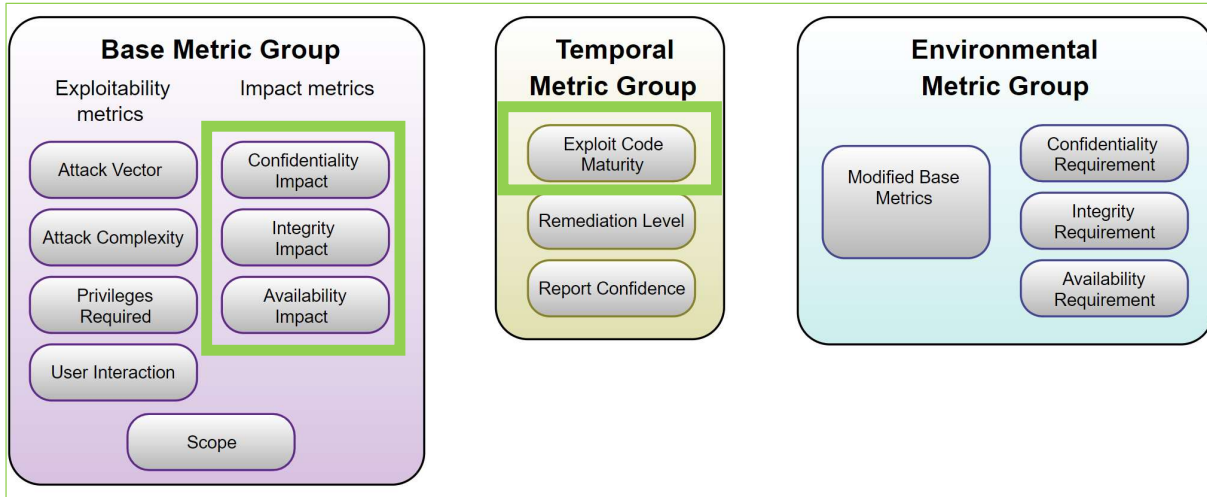 Base Metric Group
Exploitability
metrics
Impact metrics
Attack Vector
Attack Complexity
Privileges
Required
User Interaction
Confidentiality
Impact
Integrity
Impact
Availability
Impact
Scope
Temporal
Metric Group
Exploit Code
Maturity
Remediation Level
Report Confidence
Environmental
Metric Group
Modified Base
Metrics
Confidentiality
Requirement
Integrity
Requirement
Availability
Requirement